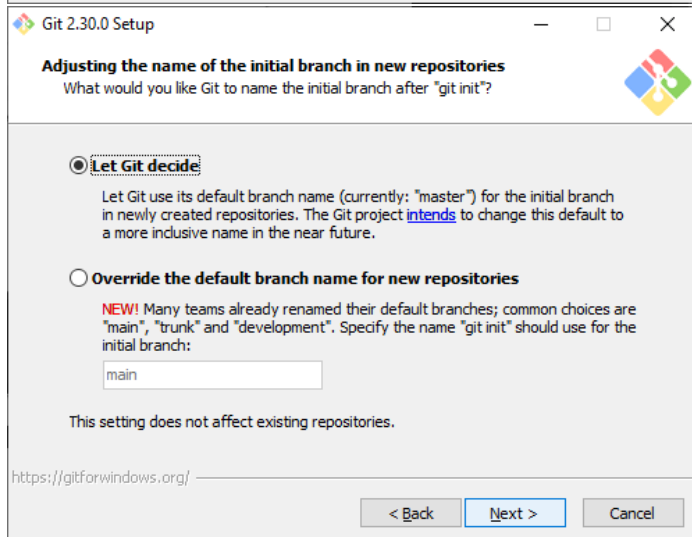 Git 2.30.0 Setup
Adjusting the name of the initial branch in new repositories
What would you like Git to name the initial branch after "git init"?
Let Git decide
Let Git use its default branch name (currently: "master") for the initial branch
in newly created repositories. The Git project intends to change this default to
a more inclusive name in the near future.
Override the default branch name for new repositories
NEW! Many teams already renamed their default branches; common choices are
"main", "trunk" and "development". Specify the name "git init" should use for the
initial branch:
main
This setting does not affect existing repositories.
https://gitforwindows.org/
< Back Next > Cancel